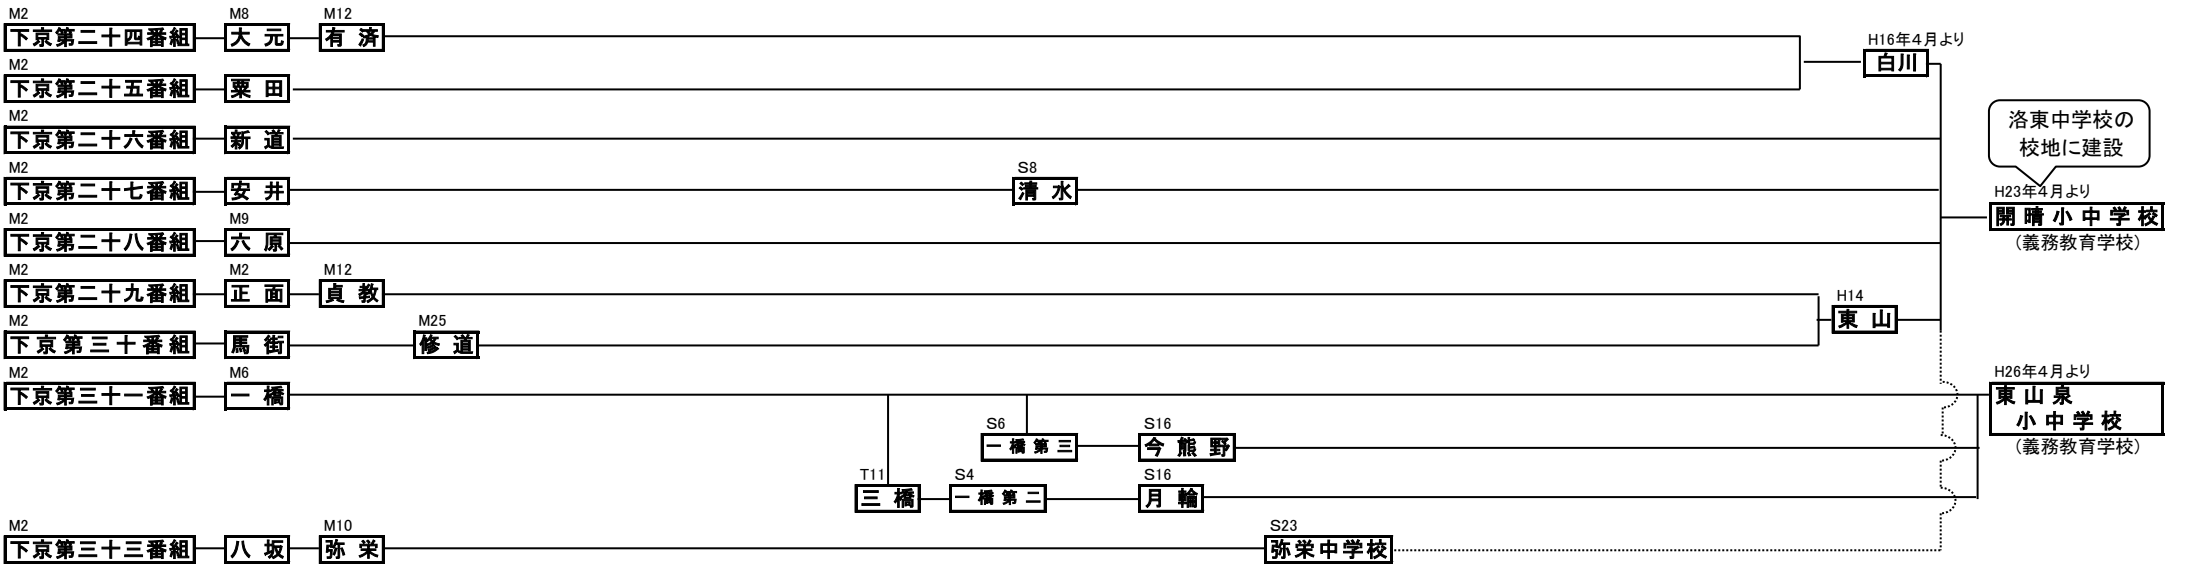 M2 M8 M12
下京第二十四番組 大元 有済
H16年4月より
白川
M2
下京第二十五番組 粟田
M2
下京第二十六番組 新道
洛東中学校の
校地に建設
M2 S8
下京第二十七番組 安井 清水
H23年4月より
開晴小中学校
(義務教育学校)
M2 M9
下京第二十八番組 六原
M2 M2 M12
下京第二十九番組 正面 貞教
H14
東山
M2 M25
下京第三十番組 馬街 修道
M2 M6
下京第三十一番組 一橋
H26年4月より
東山泉
小中学校
(義務教育学校)
S6 S16
一橋第三 今熊野
T11 S4 S16
三橋 一橋第二 月輪
M2 M10 S23
下京第三十三番組 八坂 弥栄 弥栄中学校